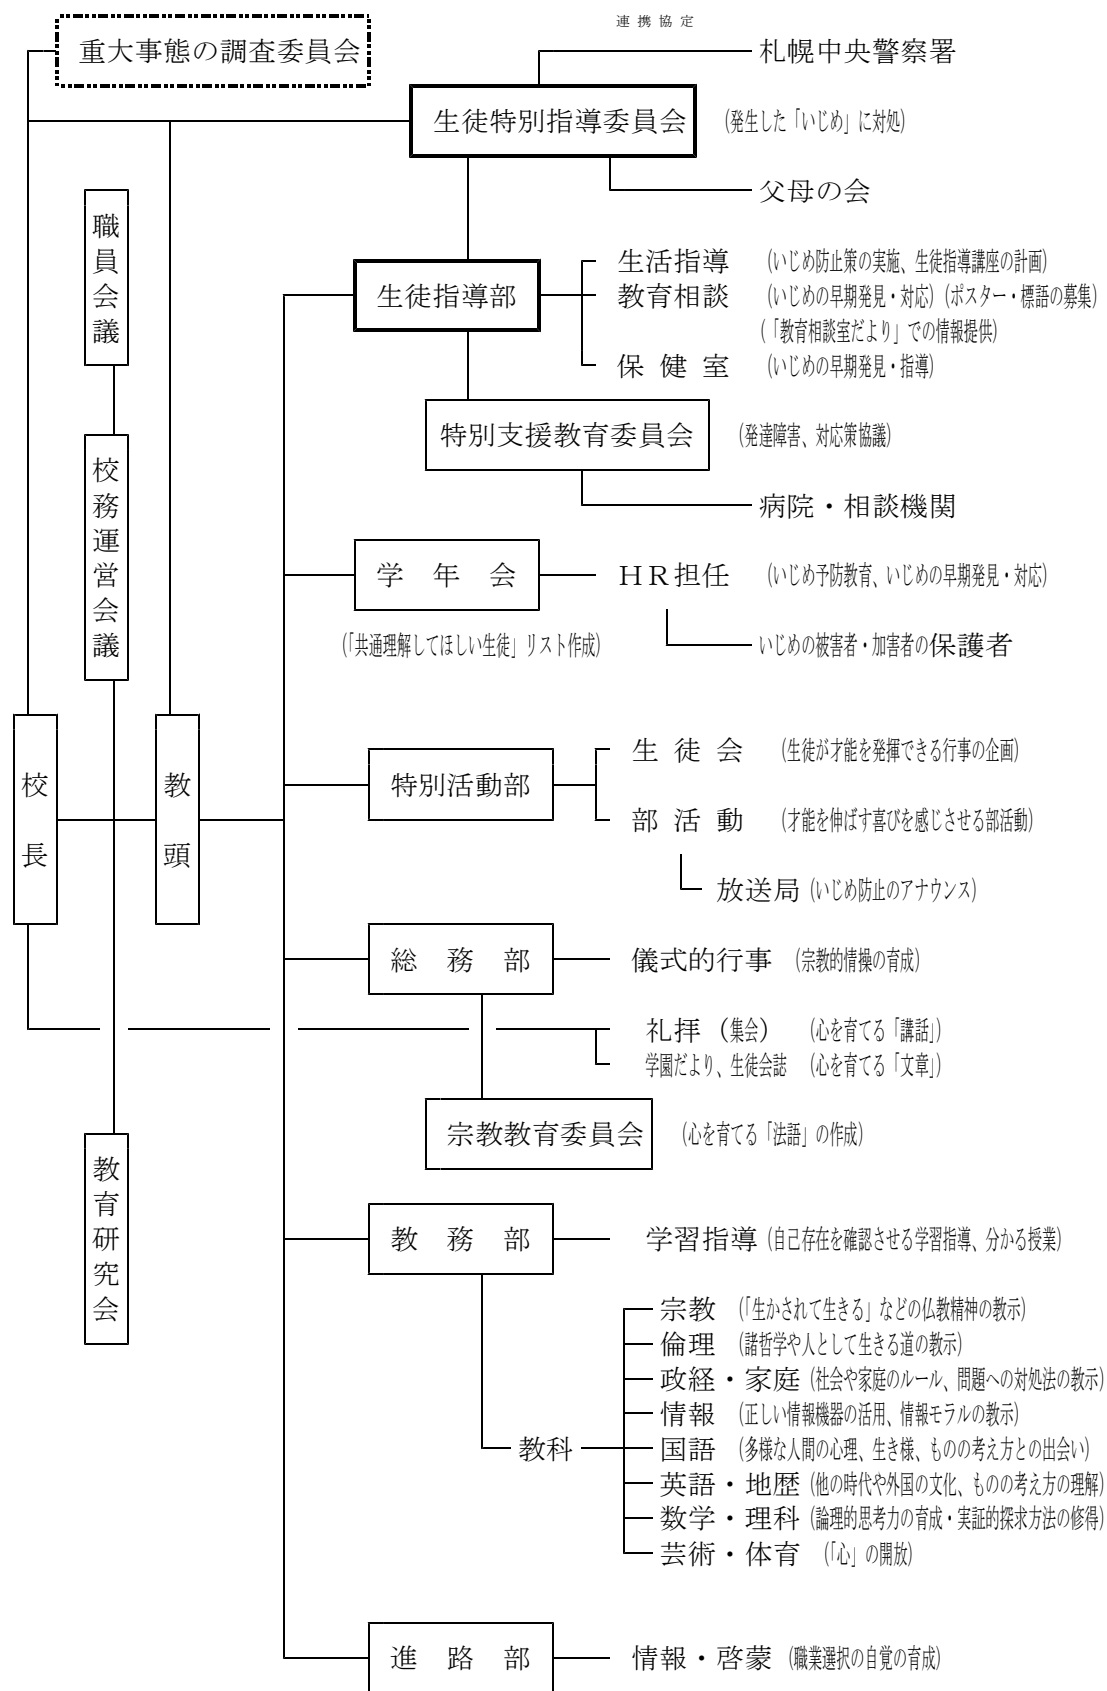 連携協定
重大事態の調査委員会
札幌中央警察署
生徒特別指導委員会 (発生した「いじめ」に対処)
父母の会
職員会議
生活指導 (いじめ防止策の実施、生徒指導講座の計画)
生徒指導部
教育相談 (いじめの早期発見・対応) (ポスター・標語の募集)
(「教育相談室だより」での情報提供)
保健室 (いじめの早期発見・指導)
特別支援教育委員会 (発達障害、対応策協議)
校務運営会議
病院・相談機関
学年会
HR担任 (いじめ予防教育、いじめの早期発見・対応)
(「共通理解してほしい生徒」リスト作成)
いじめの被害者・加害者の保護者
校長
教頭
特別活動部
生徒会 (生徒が才能を発揮できる行事の企画)
部活動 (才能を伸ばす喜びを感じさせる部活動)
放送局 (いじめ防止のアナウンス)
総務部
儀式的行事 (宗教的情操の育成)
礼拝(集会) (心を育てる「講話」)
学園だより、生徒会誌 (心を育てる「文章」)
宗教教育委員会 (心を育てる「法語」の作成)
教育研究会
教務部
学習指導 (自己存在を確認させる学習指導、分かる授業)
教科
宗教 (「生かされて生きる」などの仏教精神の教示)
倫理 (諸哲学や人として生きる道の教示)
政経・家庭 (社会や家庭のルール、問題への対処法の教示)
情報 (正しい情報機器の活用、情報モラルの教示)
国語 (多様な人間の心理、生き様、ものの考え方との出会い)
英語・地歴 (他の時代や外国の文化、ものの考え方の理解)
数学・理科 (論理的思考力の育成・実証的探求方法の修得)
芸術・体育 (「心」の開放)
進路部
情報・啓蒙 (職業選択の自覚の育成)